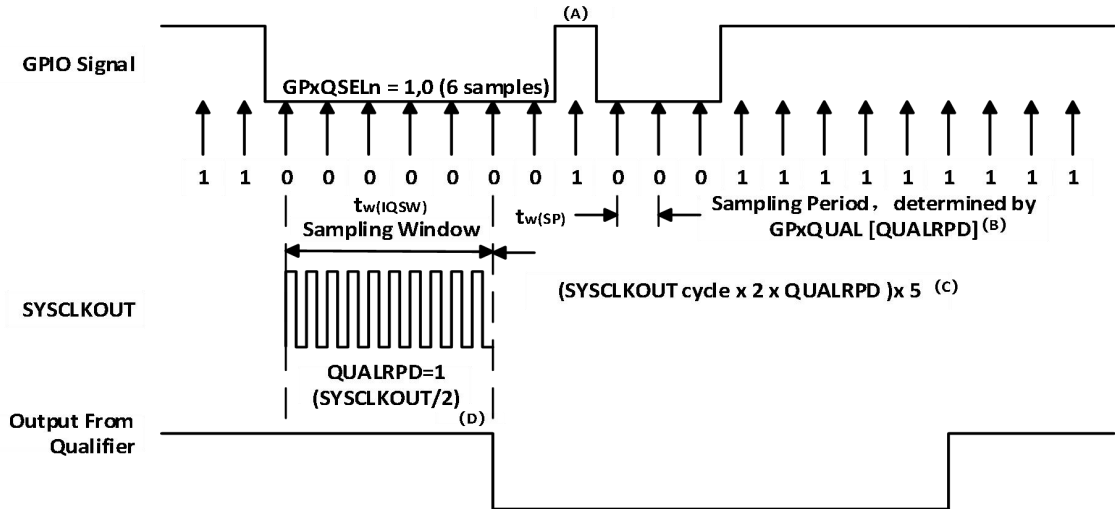 (A)
GPIO Signal
GPxQSELn = 1,0 (6 samples)
1 1 0 0 0 0 0 0 0 1 0 0 0 1 1 1 1 1 1 1 1 1
tw(IQSW)
Sampling Window
tw(SP)
Sampling Period，determined by
GPxQUAL [QUALRPD] (B)
SYSCLKOUT
(SYSCLKOUT cycle x 2 x QUALRPD )x 5 (C)
QUALRPD=1
(SYSCLKOUT/2)
(D)
Output From
Qualifier